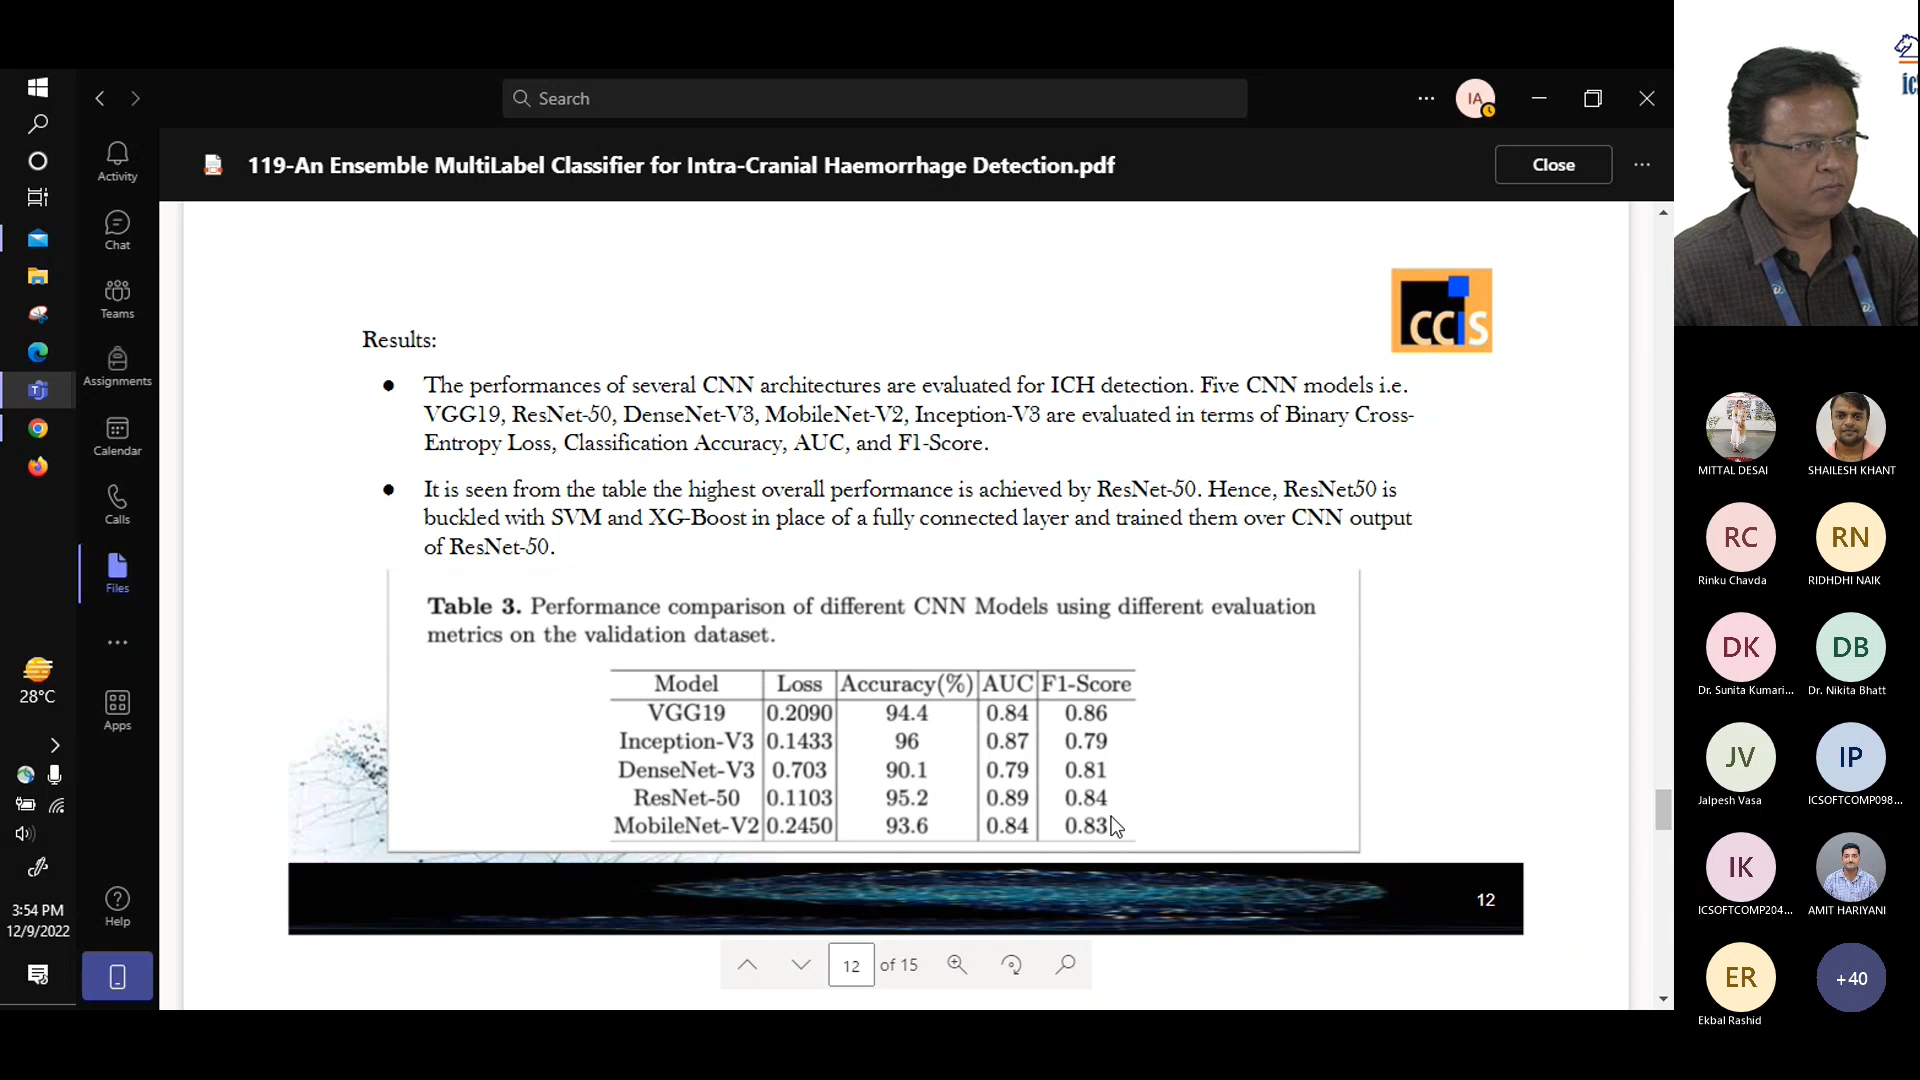 Search
IA
119-An Ensemble MultiLabel Classifier for Intra-Cranial Haemorrhage Detection.pdf
Close
Activity
Chat
Teams
Assignments
Calendar
Calls
Files
Apps
Help
28°C
3:54 PM
12/9/2022
CCIS
Results:
The performances of several CNN architectures are evaluated for ICH detection. Five CNN models i.e.
VGG19, ResNet-50, DenseNet-V3, MobileNet-V2, Inception-V3 are evaluated in terms of Binary Cross-
Entropy Loss, Classification Accuracy, AUC, and F1-Score.
It is seen from the table the highest overall performance is achieved by ResNet-50. Hence, ResNet50 is
buckled with SVM and XG-Boost in place of a fully connected layer and trained them over CNN output
of ResNet-50.
Table 3. Performance comparison of different CNN Models using different evaluation
metrics on the validation dataset.
Model Loss Accuracy(%) AUC F1-Score
VGG19 0.2090 94.4 0.84 0.86
Inception-V3 0.1433 96 0.87 0.79
DenseNet-V3 0.703 90.1 0.79 0.81
ResNet-50 0.1103 95.2 0.89 0.84
MobileNet-V2 0.2450 93.6 0.84 0.83
12
12 of 15
ic
MITTAL DESAI
SHAILESH KHANT
RC
RN
Rinku Chavda
RIDHDHI NAIK
DK
DB
Dr. Sunita Kumari...
Dr. Nikita Bhatt
JV
IP
Jalpesh Vasa
ICSOFTCOMP098...
IK
ICSOFTCOMP204...
AMIT HARIYANI
ER
+40
Ekbal Rashid